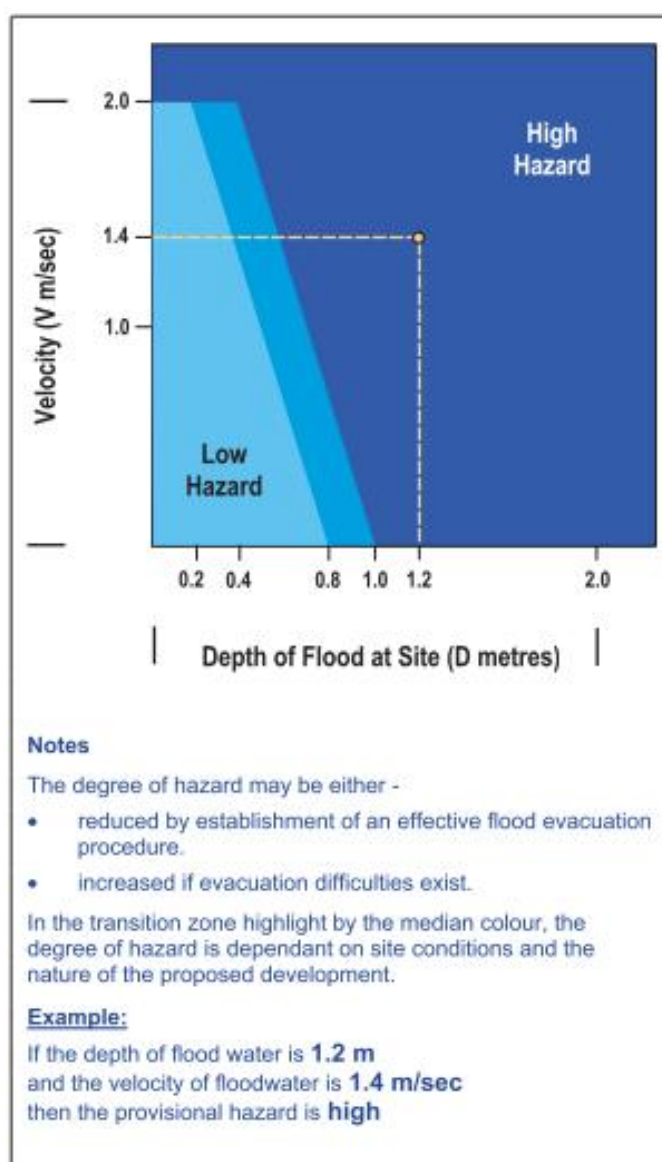 2.0
High
Hazard
1.4
Velocity (V m/sec)
1.0
Low
Hazard
0.2 0.4 0.8 1.0 1.2 2.0
Depth of Flood at Site (D metres)
Notes
The degree of hazard may be either -
• reduced by establishment of an effective flood evacuation
procedure.
• increased if evacuation difficulties exist.
In the transition zone highlight by the median colour, the
degree of hazard is dependant on site conditions and the
nature of the proposed development.
Example:
If the depth of flood water is 1.2 m
and the velocity of floodwater is 1.4 m/sec
then the provisional hazard is high